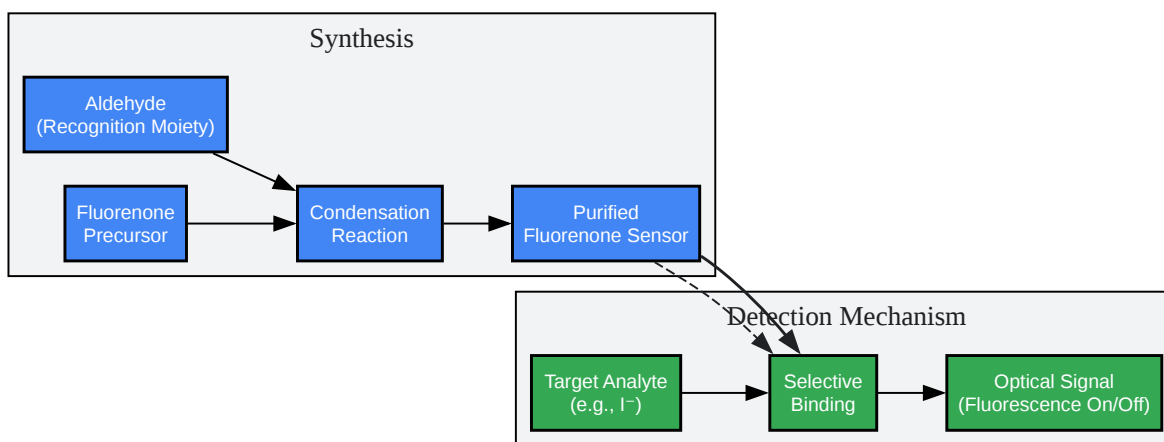 Synthesis
Aldehyde
(Recognition Moiety)
Fluorenone
Precursor
Condensation
Reaction
Purified
Fluorenone Sensor
Detection Mechanism
Target Analyte
(e.g., I⁻)
Selective
Binding
Optical Signal
(Fluorescence On/Off)